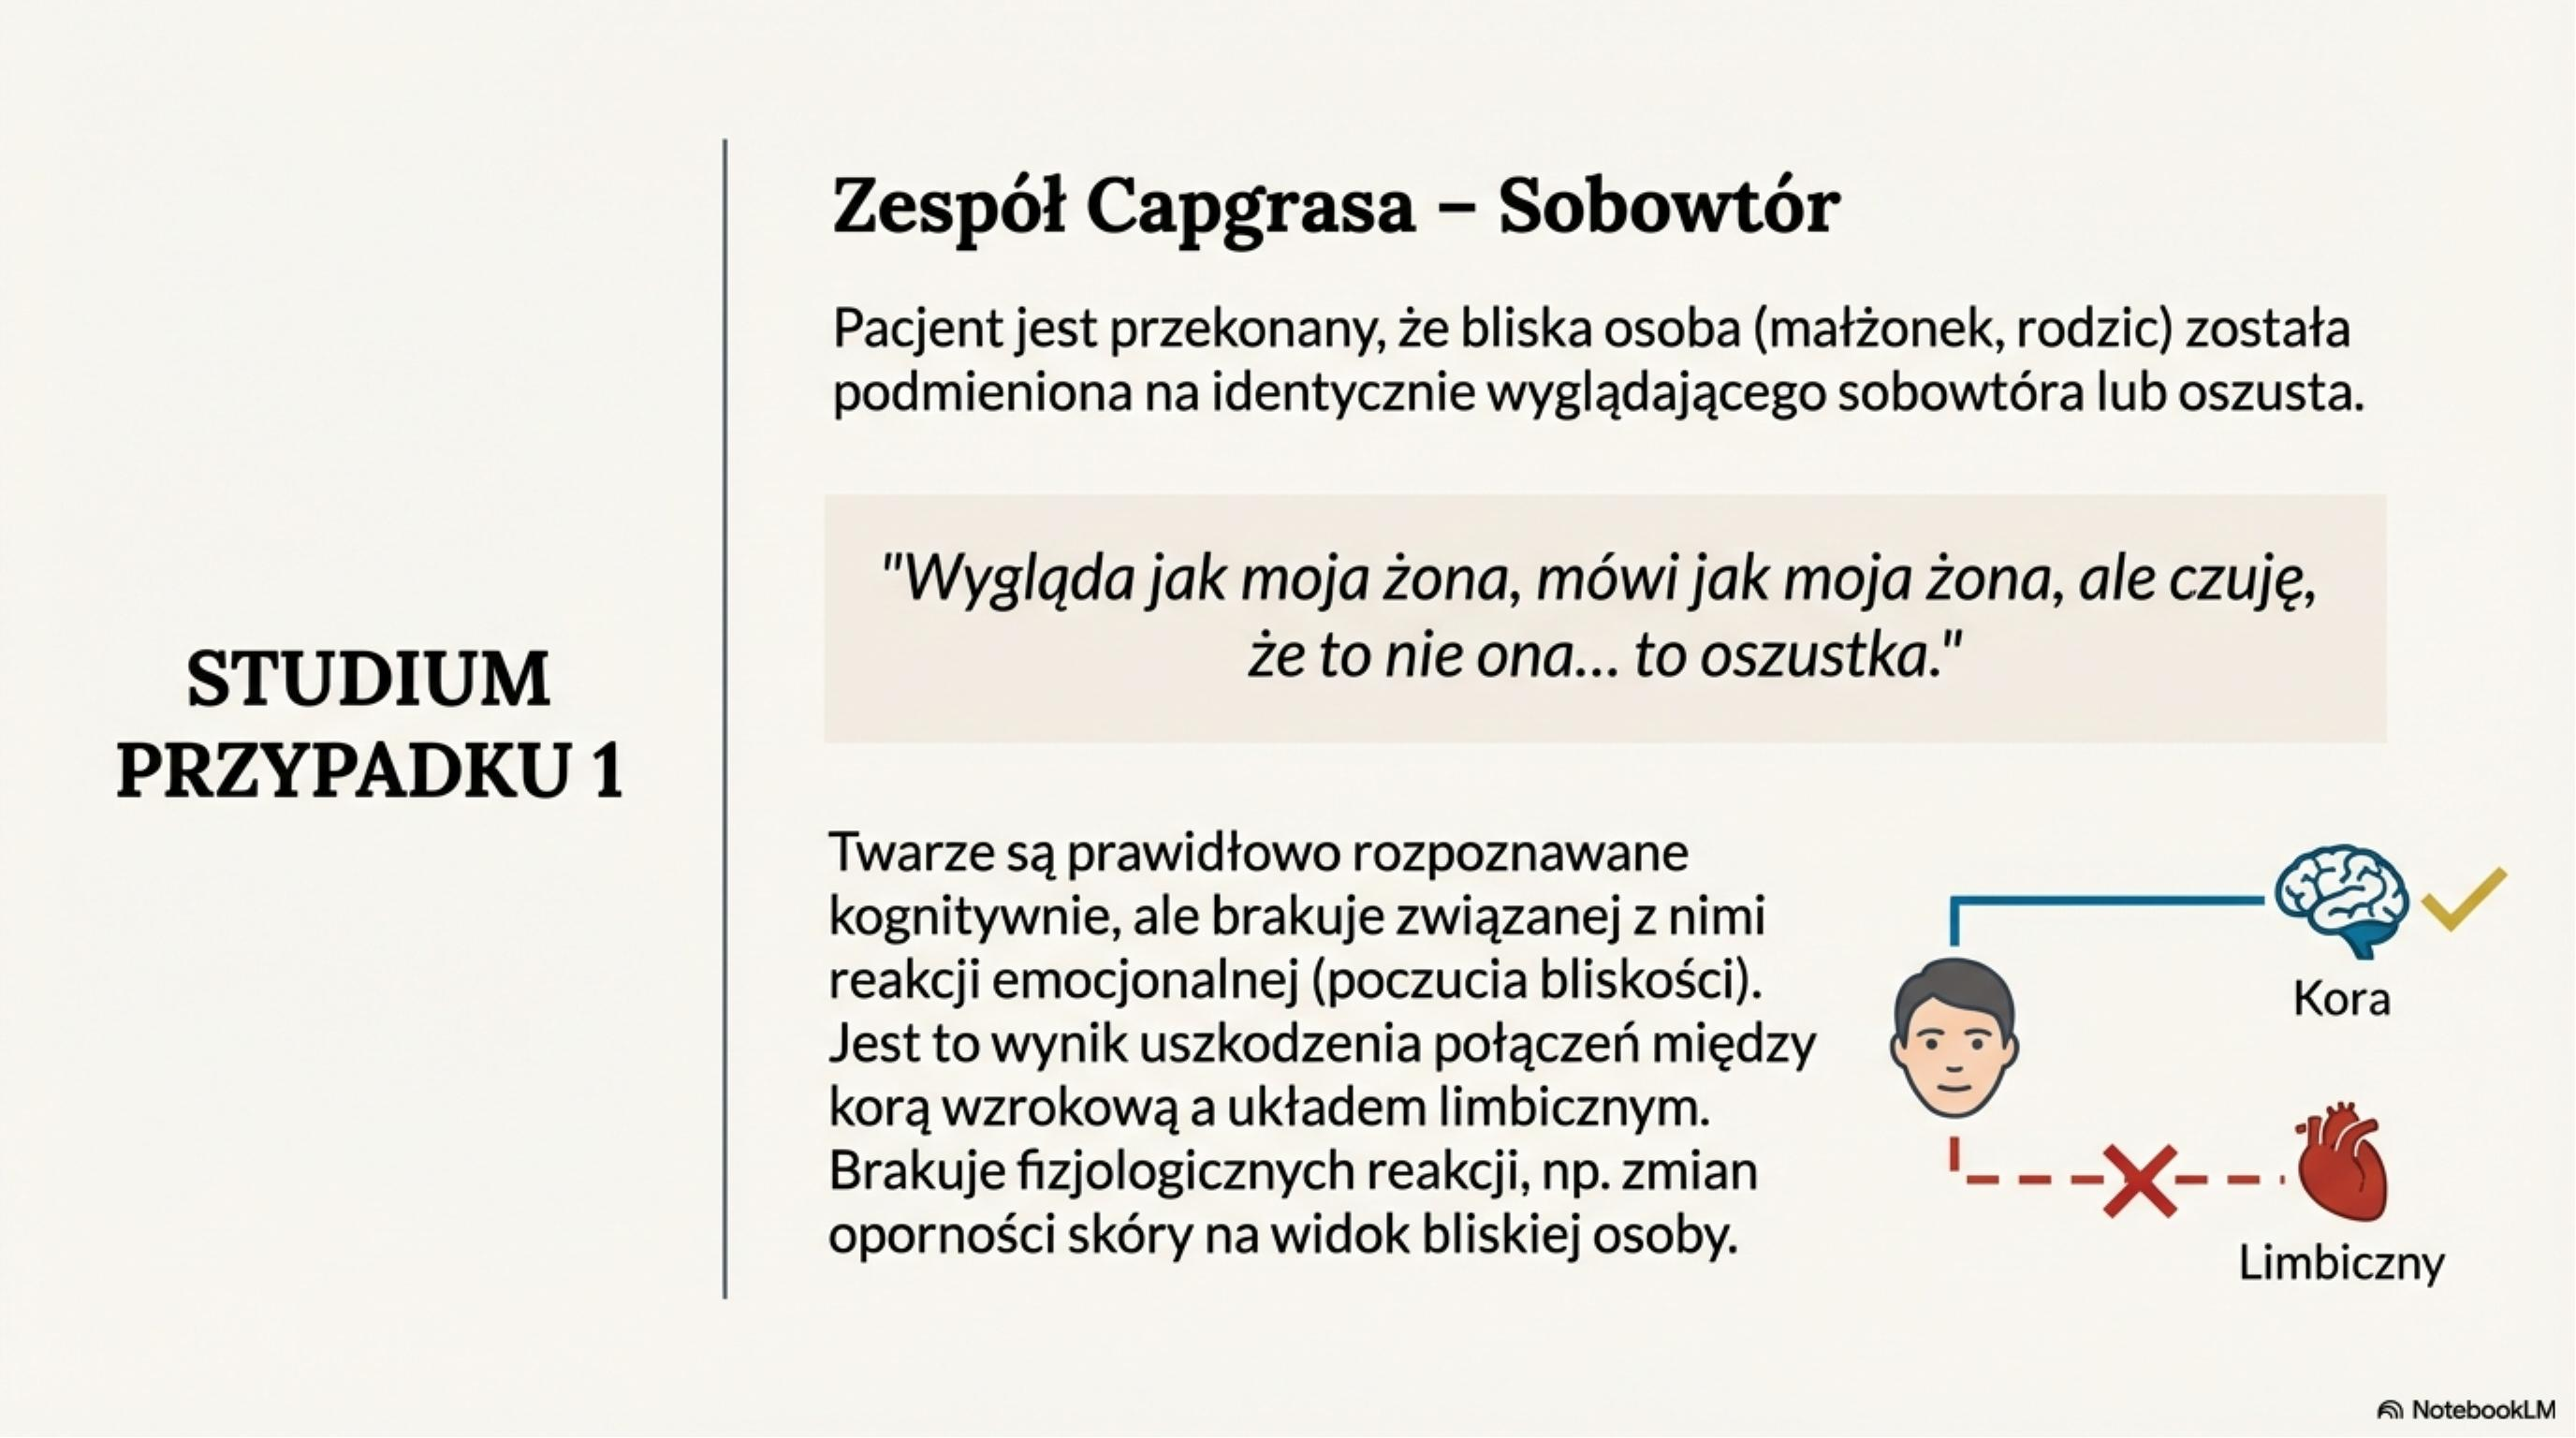 STUDIUM
PRZYPADKU 1
Zespół Capgrasa – Sobowtór
Pacjent jest przekonany, że bliska osoba (małżonek, rodzic) została
podmieniona na identycznie wyglądającego sobowtóra lub oszusta.
"Wygląda jak moja żona, mówi jak moja żona, ale czuję,
że to nie ona... to oszustka."
Twarze są prawidłowo rozpoznawane
kognitywnie, ale brakuje związanej z nimi
reakcji emocjonalnej (poczucia bliskości).
Jest to wynik uszkodzenia połączeń między
korą wzrokową a układem limbicznym.
Brakuje fizjologicznych reakcji, np. zmian
oporności skóry na widok bliskiej osoby.
Kora
Limbiczny
NotebookLM